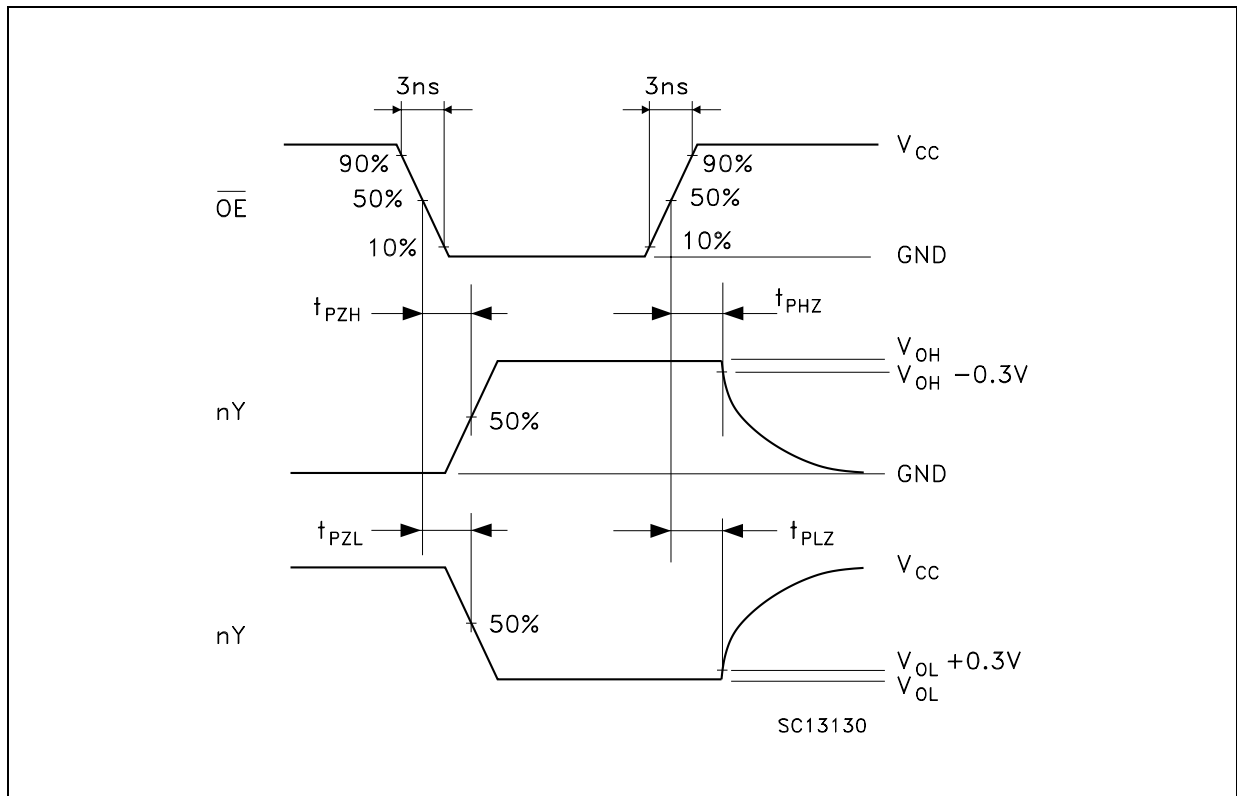 3ns 3ns
V_CC
90% 90%
50% 50%
O̅E̅
10% 10%
GND
t_PZH t_PHZ
V_OH
V_OH −0.3V
nY
50%
GND
t_PZL t_PLZ
V_CC
50%
nY
V_OL +0.3V
V_OL
SC13130